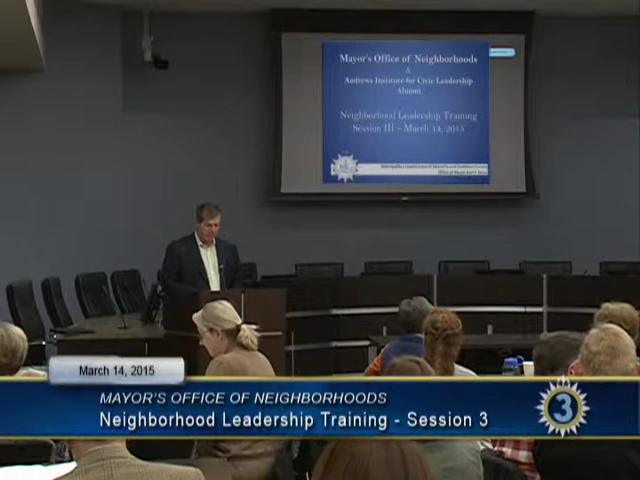 Mayor's Office of Neighborhoods
&
Andrews Institute for Civic Leadership
Alumni
Neighborhood Leadership Training
Session III – March 14, 2015
March 14, 2015
MAYOR'S OFFICE OF NEIGHBORHOODS
Neighborhood Leadership Training - Session 3
3